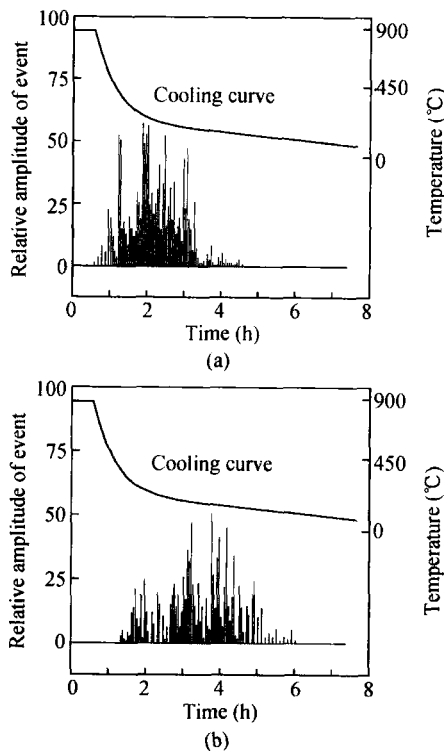 100
75
50
25
0
Relative amplitude of event
Cooling curve
900
450
0
Temperature (℃)
0 2 4 6 8
Time (h)
(a)
100
75
50
25
0
Relative amplitude of event
Cooling curve
900
450
0
Temperature (℃)
0 2 4 6 8
Time (h)
(b)